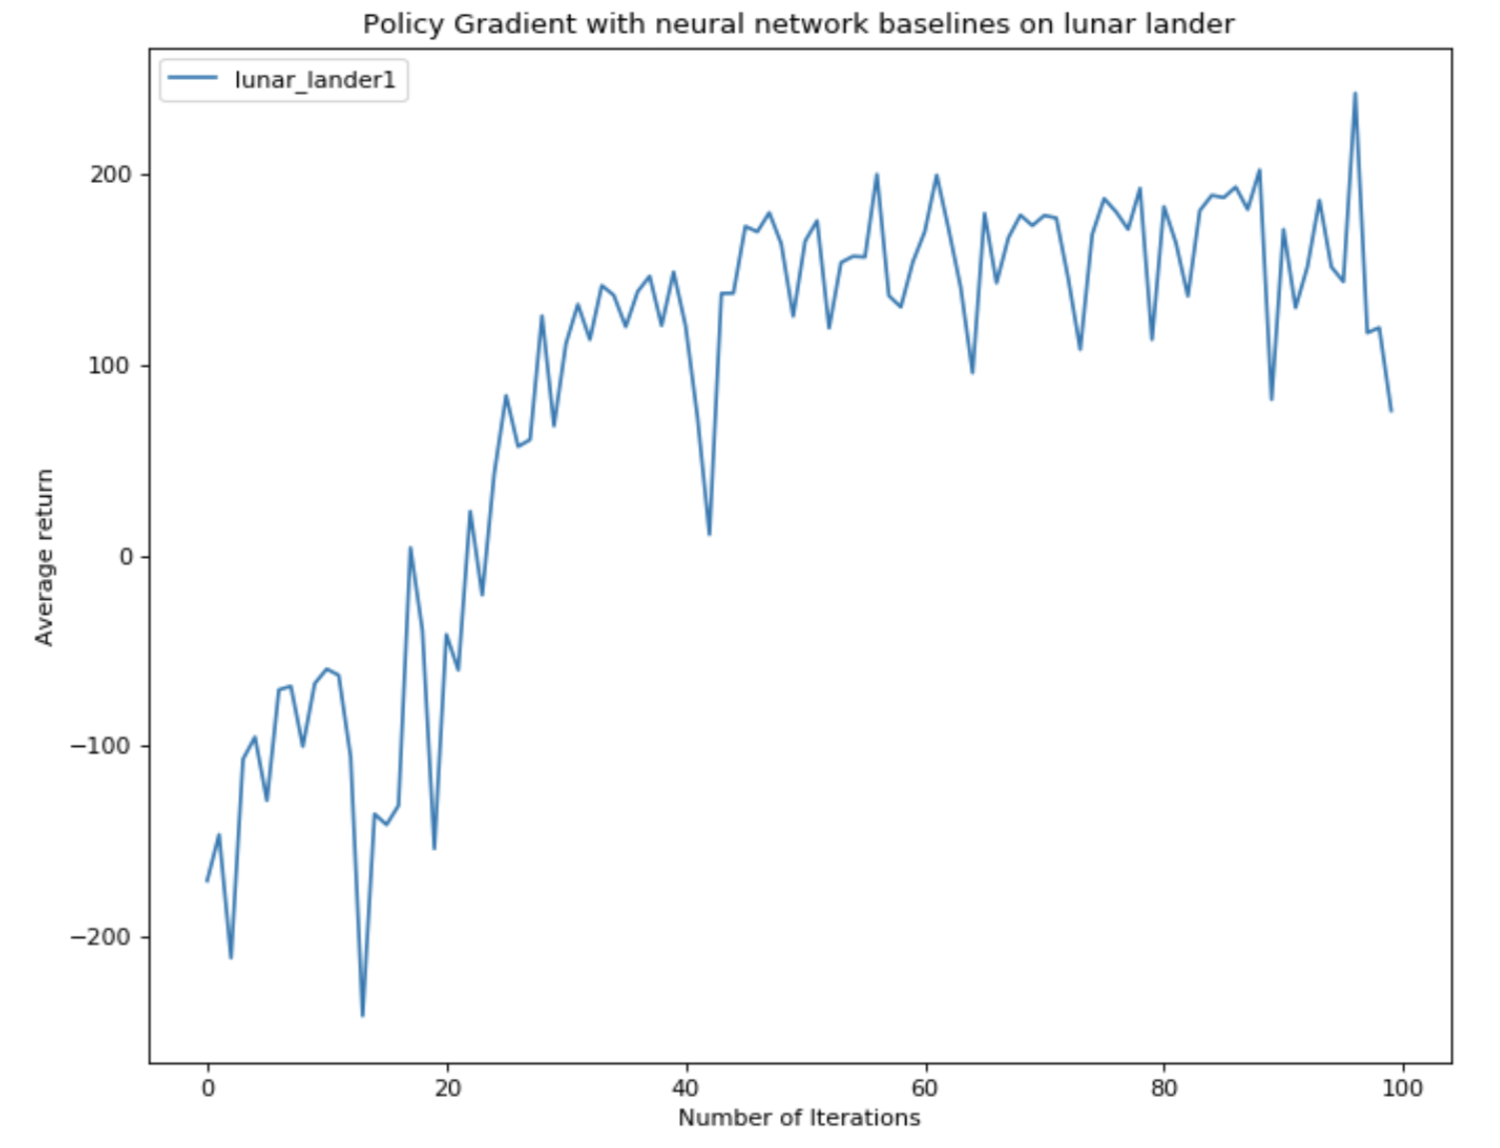 Policy Gradient with neural network baselines on lunar lander
lunar_lander1
200
100
0
−100
−200
Average return
0 20 40 60 80 100
Number of Iterations